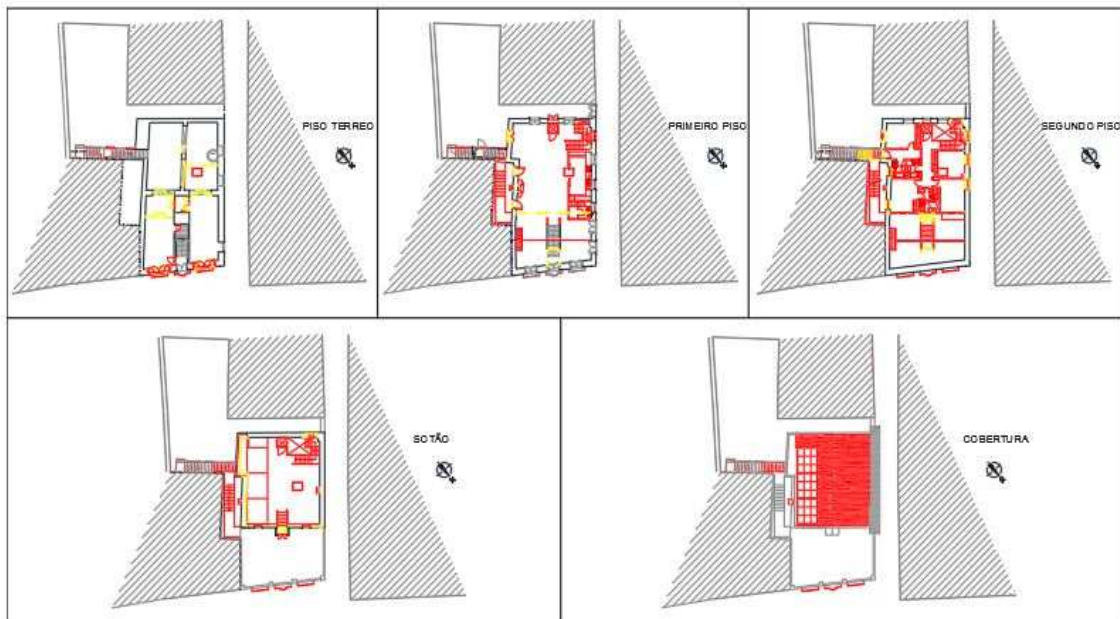 PISO TERREO
PRIMEIRO PISO
SEGUNDO PISO
SOTÃO
COBERTURA